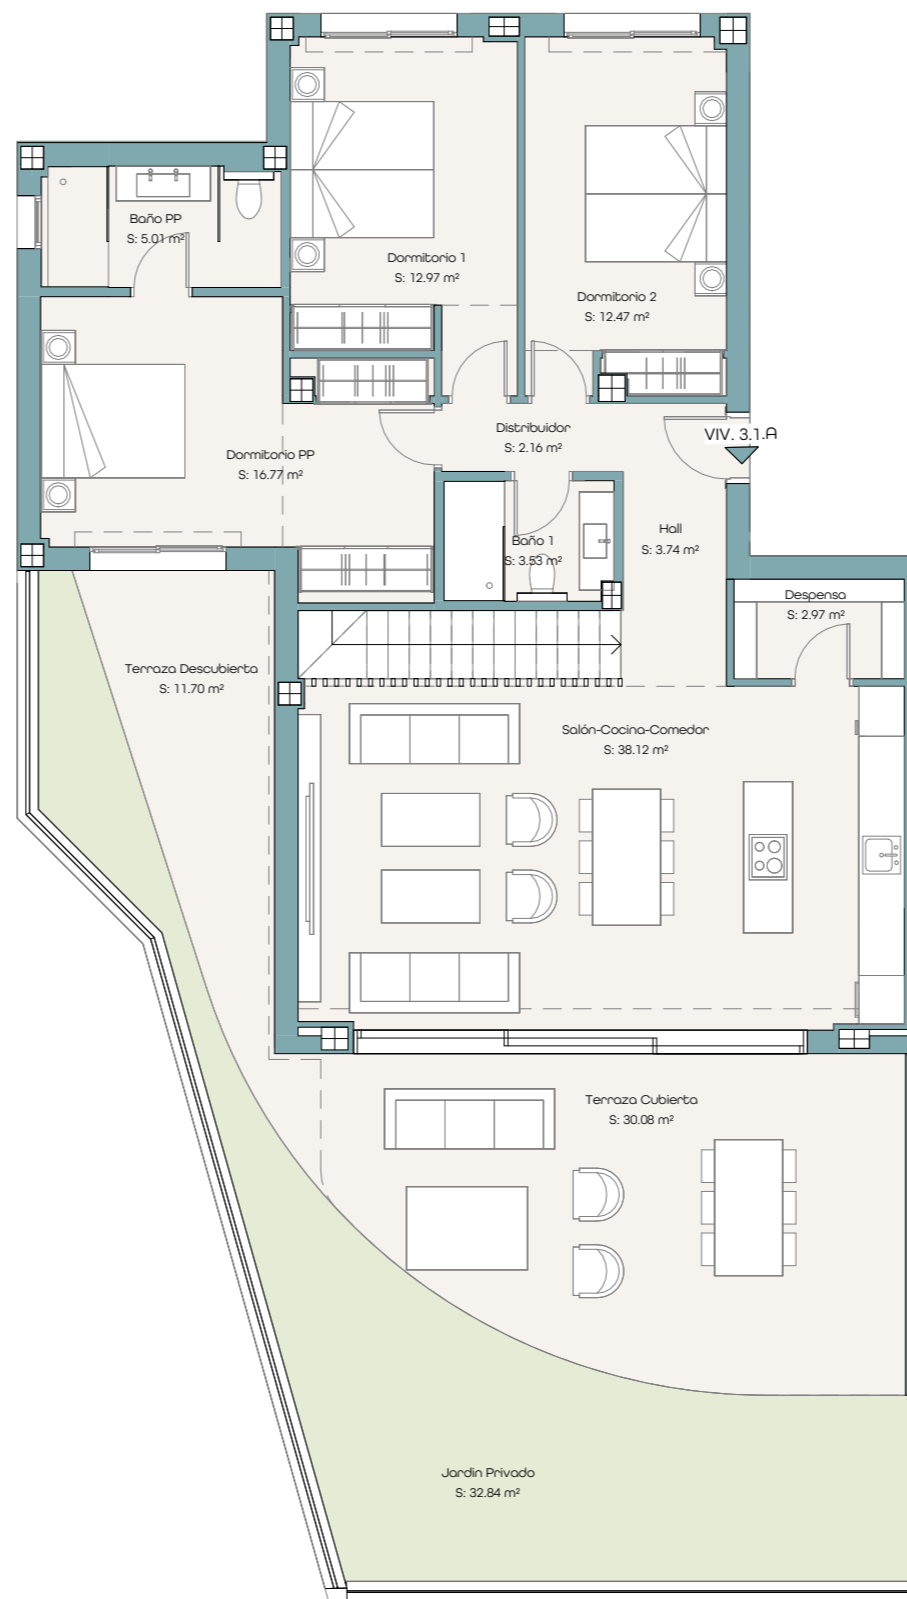 Baño PP
S: 5.01 m²
Dormitorio 1
S: 12.97 m²
Dormitorio 2
S: 12.47 m²
Distribuidor
S: 2.16 m²
VIV. 3.1.A
Dormitorio PP
S: 16.77 m²
Hall
S: 3.74 m²
Baño 1
S: 3.53 m²
Despensa
S: 2.97 m²
Terraza Descubierta
S: 11.70 m²
Salón-Cocina-Comedor
S: 38.12 m²
Terraza Cubierta
S: 30.08 m²
Jardin Privado
S: 32.84 m²